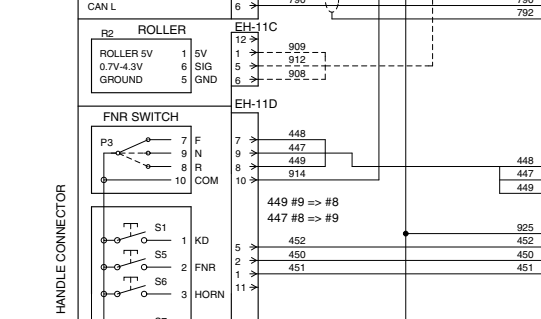 CAN L
6
790
790
792
R2
ROLLER
EH-11C
12
ROLLER 5V 1 5V 1 909
0.7V-4.3V 6 SIG 5 912
GROUND 5 GND 6 908
EH-11D
FNR SWITCH
P3
7 F 7 448
9 N 9 447
8 R 8 449
10 COM 10 914
448
447
449
449 #9 => #8
447 #8 => #9
HANDLE CONNECTOR
S1
1 KD
S5
2 FNR
S6
3 HORN
925
5 452 452
2 450 450
1 451 451
11